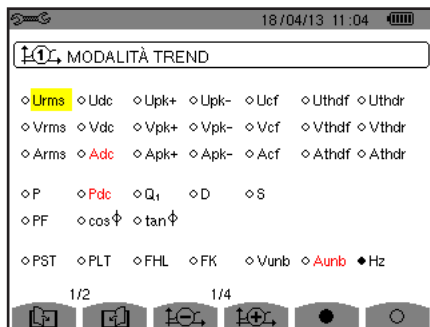 18/04/13 11:04
1 MODALITÀ TREND
Urms Udc Upk+ Upk- Ucf Uthdf Uthdr
Vrms Vdc Vpk+ Vpk- Vcf Vthdf Vthdr
Arms Adc Apk+ Apk- Acf Athdf Athdr
P Pdc Q₁ D S
PF cosΦ tanΦ
PST PLT FHL FK Vunb Aunb Hz
1/2 1/4